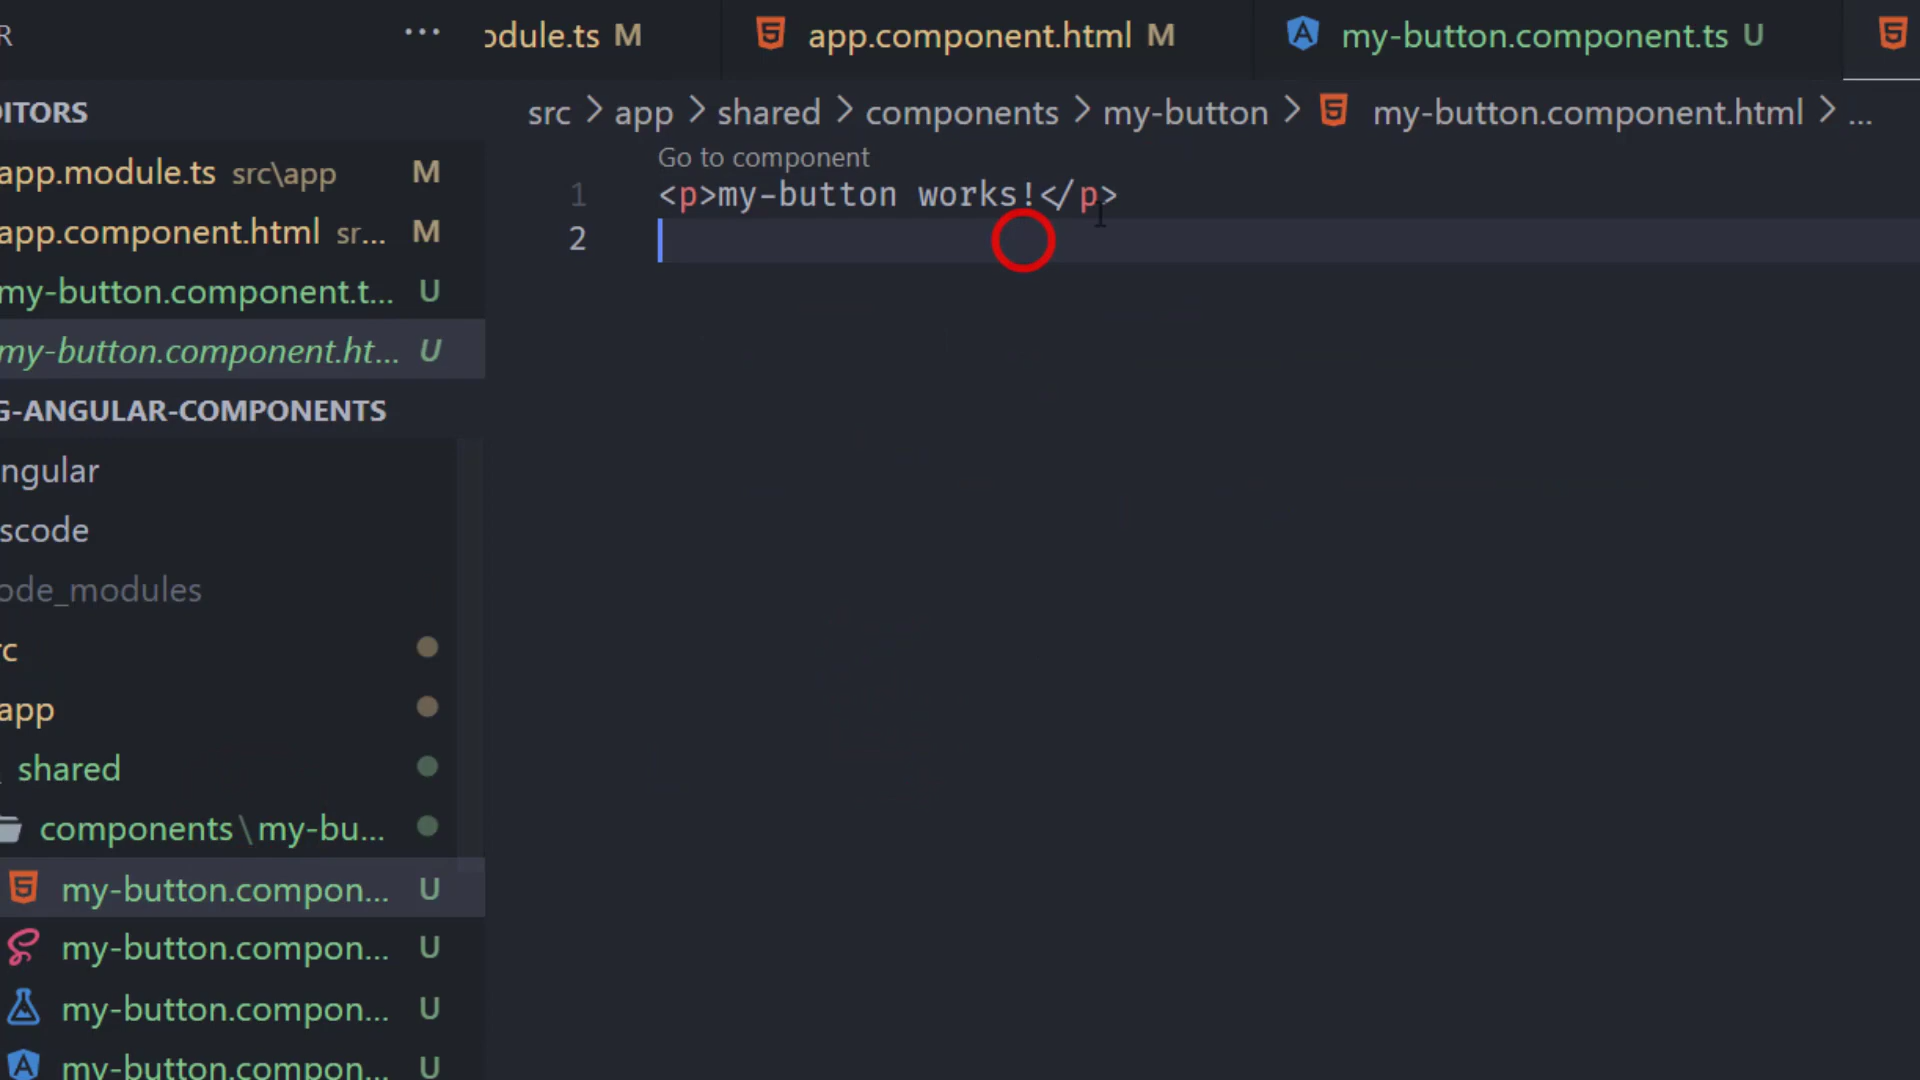 R
...
odule.ts M
app.component.html M
my-button.component.ts U
DITORS
src > app > shared > components > my-button > my-button.component.html > ...
Go to component
app.module.ts src\app M
1 <p>my-button works!</p>
app.component.html sr... M
2
my-button.component.t... U
my-button.component.ht... U
G-ANGULAR-COMPONENTS
ngular
scode
ode_modules
rc
app
shared
components\my-bu...
my-button.compon... U
my-button.compon... U
my-button.compon... U
my-button.compon... U